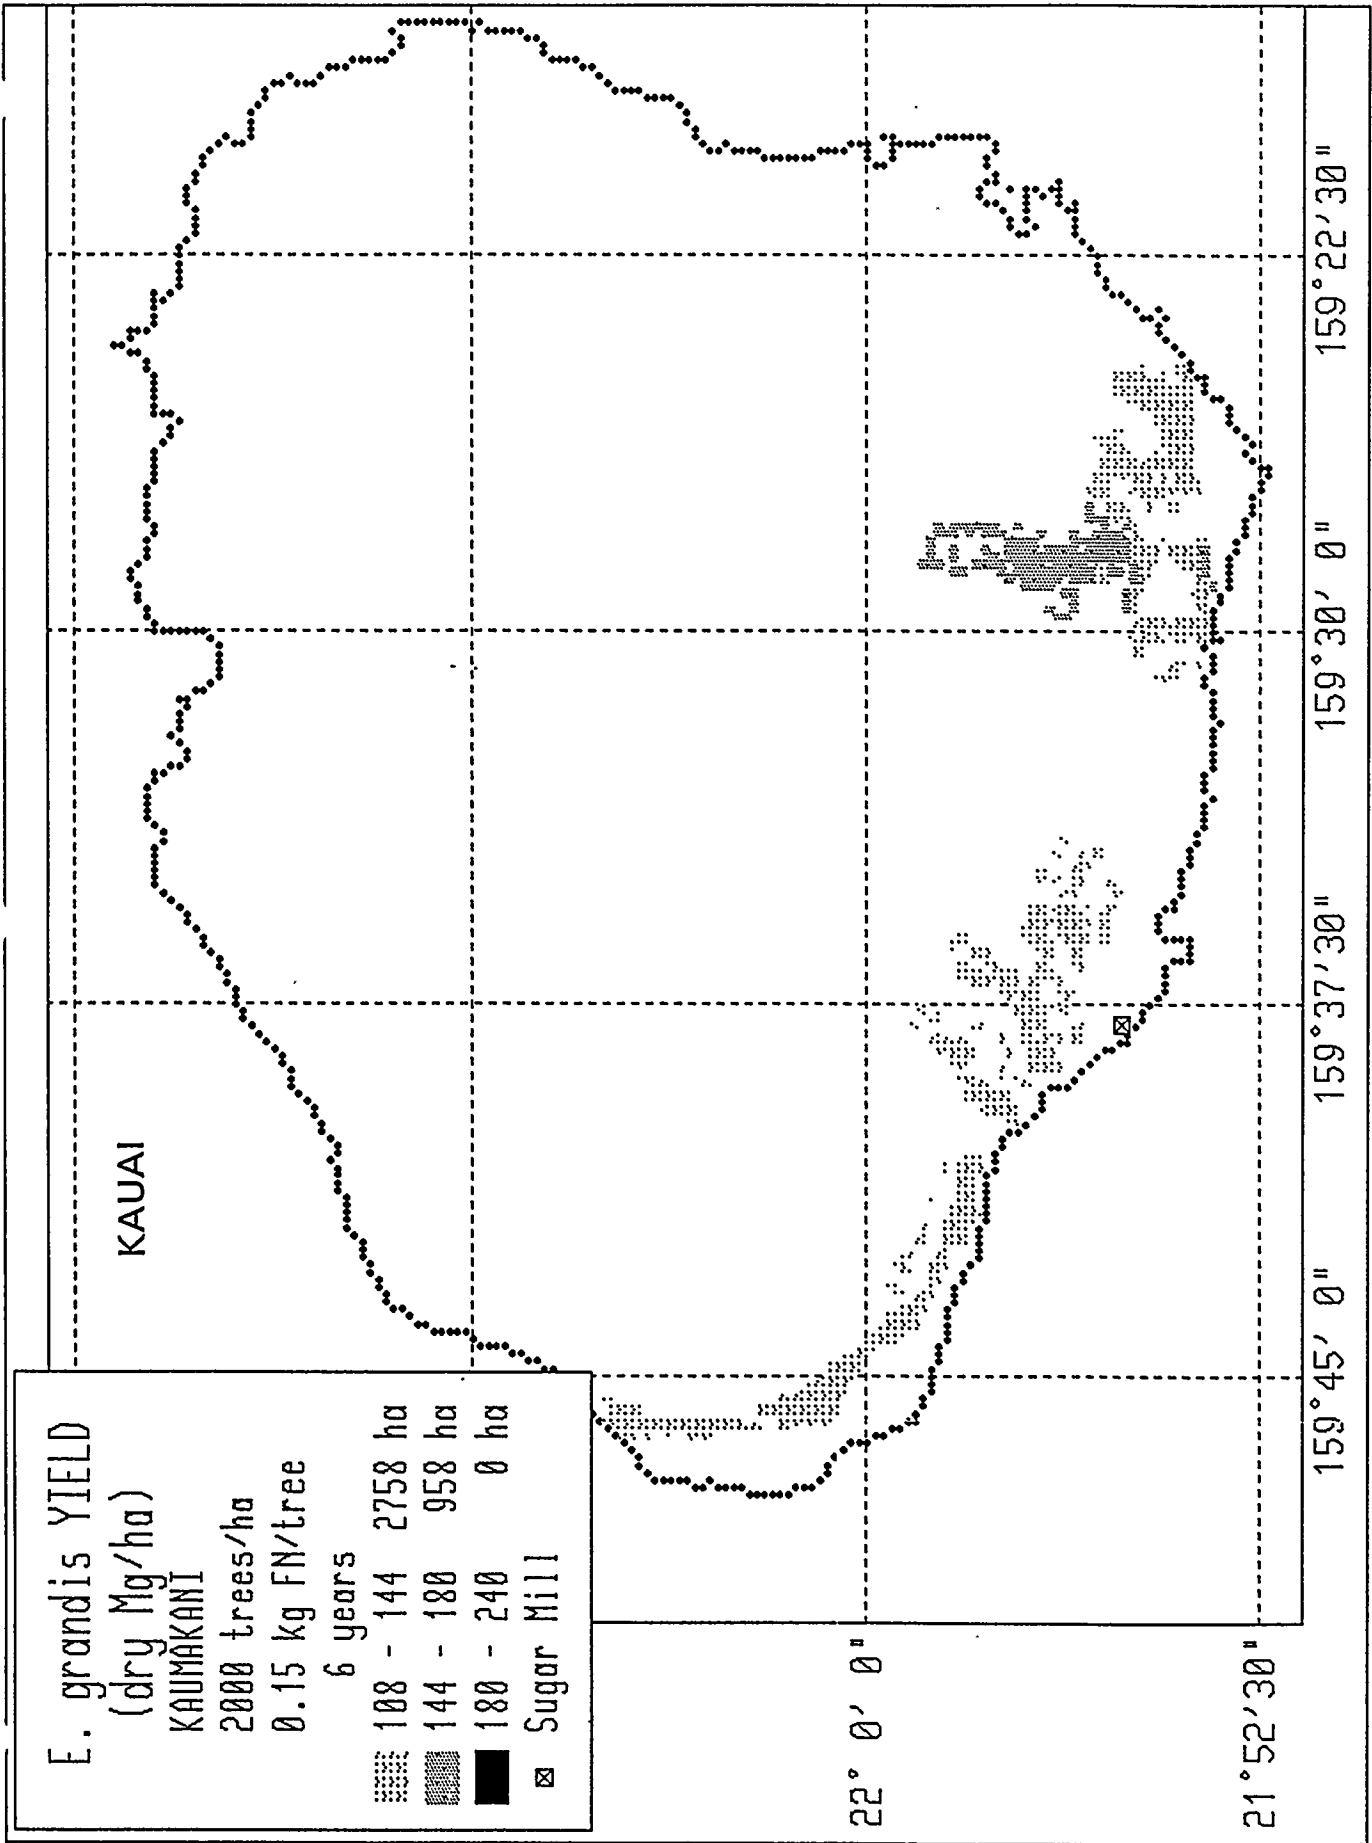 E. grandis YIELD
(dry Mg/ha)
KAUMAKANI
2000 trees/ha
0.15 kg FN/tree
6 years
108 - 144 2758 ha
144 - 180 958 ha
180 - 240 0 ha
Sugar Mill
KAUAI
22° 0' 0"
21°52'30"
159°45' 0"
159°37'30"
159°30' 0"
159°22'30"